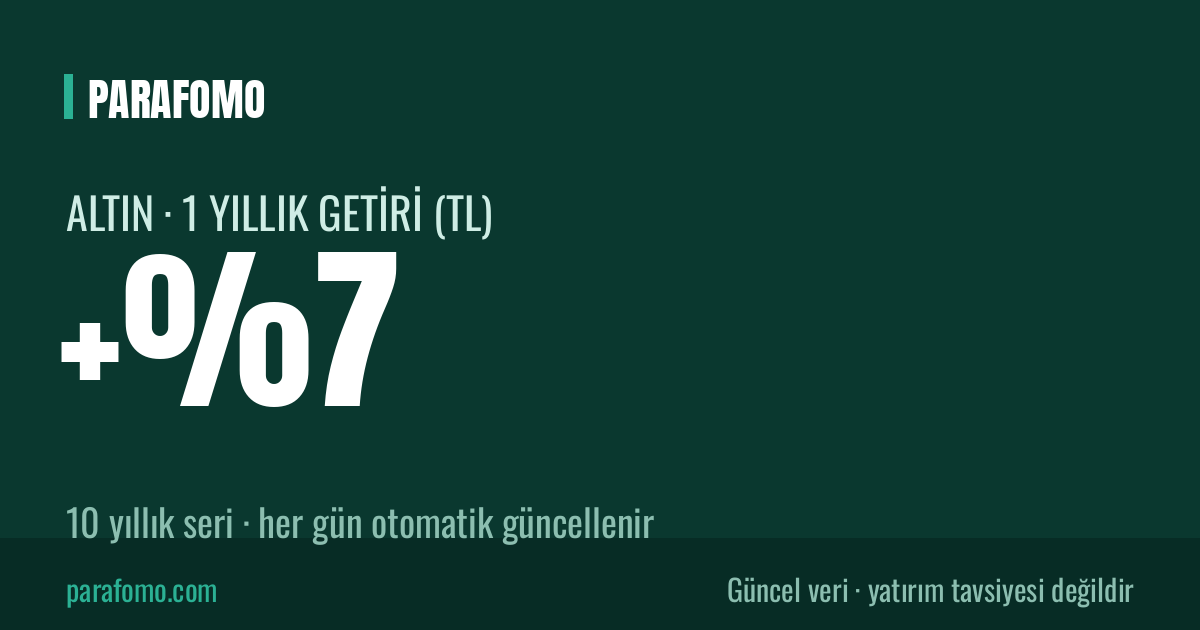 PARAFOMO
ALTIN · 1 YILLIK GETİRİ (TL)
+%7
10 yıllık seri · her gün otomatik güncellenir
parafomo.com
Güncel veri · yatırım tavsiyesi değildir